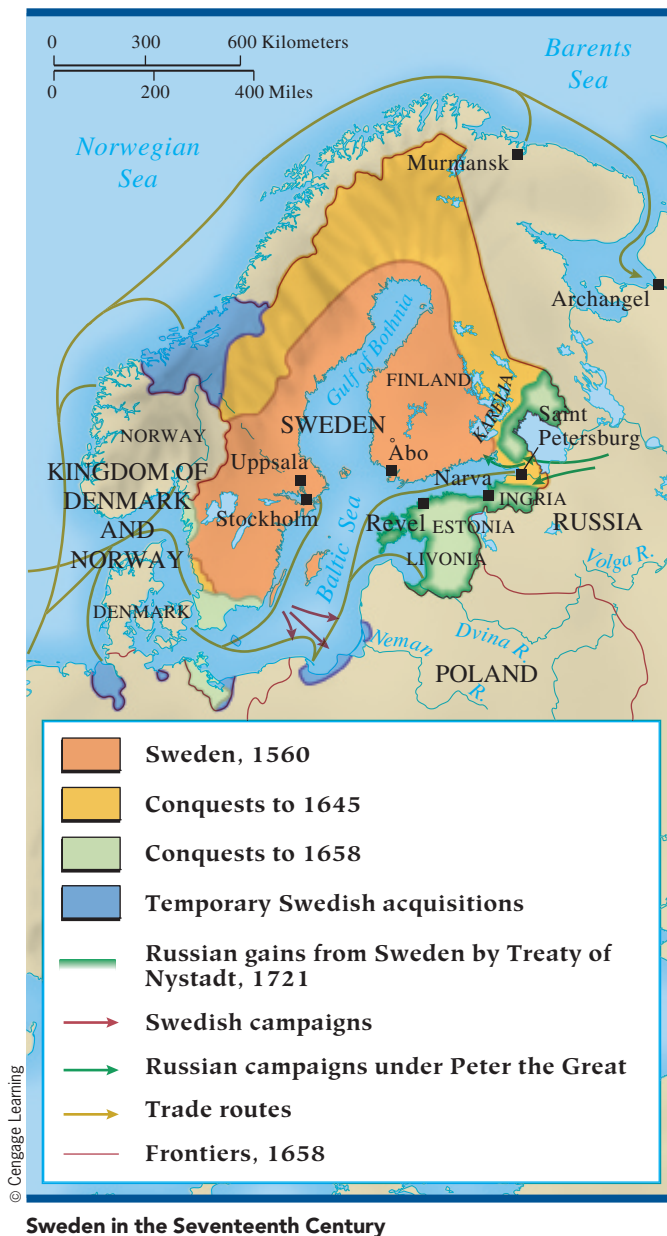 0 300 600 Kilometers
0 200 400 Miles
Barents
Sea
Norwegian
Sea
Murmansk
Archangel
Gulf of Bothnia
FINLAND
KARELIA
Saint
Petersburg
SWEDEN
NORWAY
Åbo
Uppsala
Narva
KINGDOM OF
DENMARK
AND
NORWAY
Stockholm
INGRIA
Revel
ESTONIA
RUSSIA
Baltic Sea
LIVONIA
Volga R.
DENMARK
Neman
R.
Dvina R.
POLAND
Sweden, 1560
Conquests to 1645
Conquests to 1658
Temporary Swedish acquisitions
Russian gains from Sweden by Treaty of
Nystadt, 1721
Swedish campaigns
Russian campaigns under Peter the Great
Trade routes
Frontiers, 1658
© Cengage Learning
Sweden in the Seventeenth Century